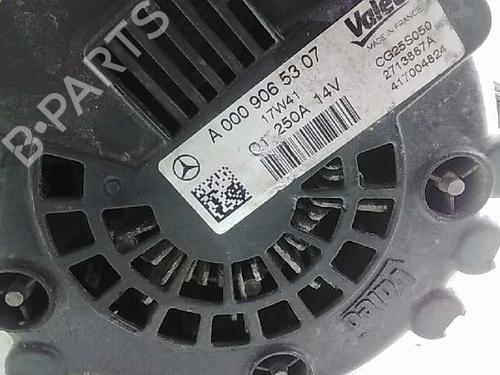 Valeo
MADE IN FRANCE
A 000 906 53 07
17W41
250A 14V
CG25S050
2713887A
417004824
B-PARTS